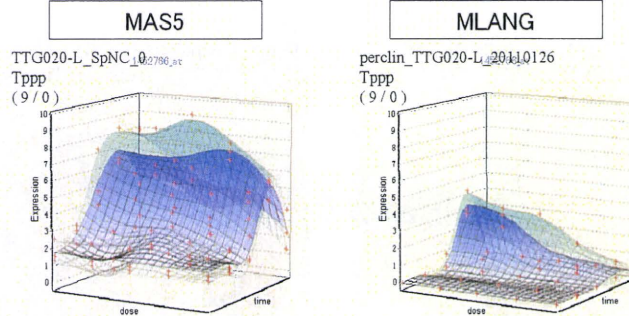 MAS5
TTG020-L_SpNC_0
Tppp
( 9 / 0 )
10
9
8
7
6
5
4
3
2
1
0
Expression
dose
time
MLANG
perclin_TTG020-L_20110126
Tppp
( 9 / 0 )
10
9
8
7
6
5
4
3
2
1
0
Expression
dose
time